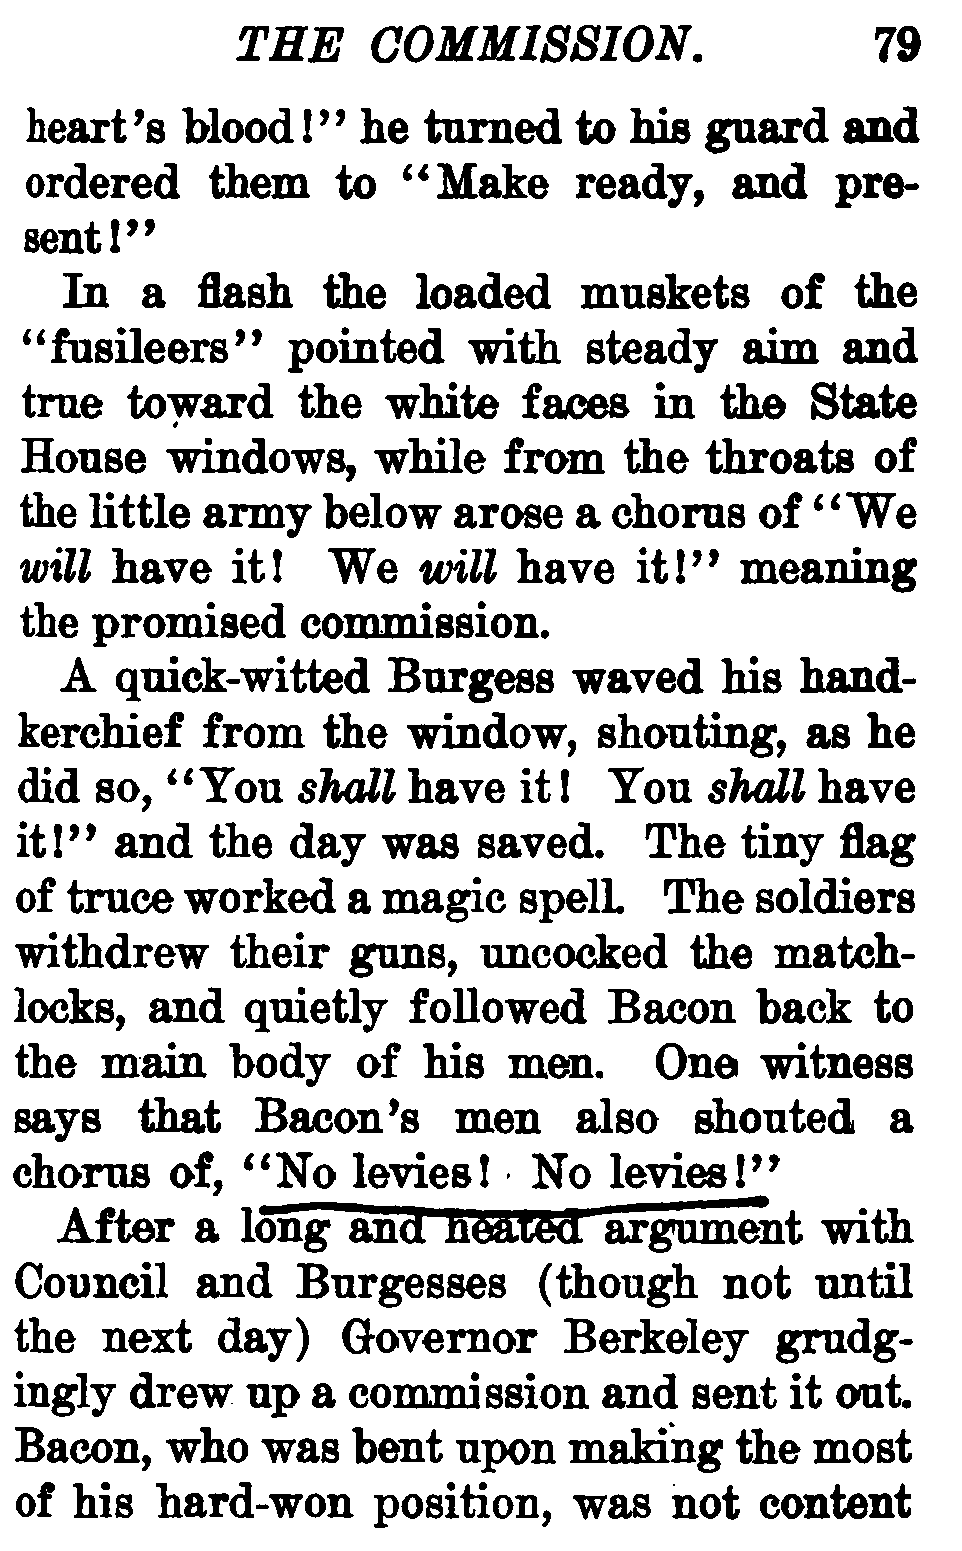 THE COMMISSION. 79
heart's blood!" he turned to his guard and
ordered them to "Make ready, and pre-
sent!"
In a flash the loaded muskets of the
"fusileers" pointed with steady aim and
true toward the white faces in the State
House windows, while from the throats of
the little army below arose a chorus of "We
will have it! We will have it!" meaning
the promised commission.
A quick-witted Burgess waved his hand-
kerchief from the window, shouting, as he
did so, "You shall have it! You shall have
it!" and the day was saved. The tiny flag
of truce worked a magic spell. The soldiers
withdrew their guns, uncocked the match-
locks, and quietly followed Bacon back to
the main body of his men. One witness
says that Bacon's men also shouted a
chorus of, "No levies! No levies!"
After a long and heated argument with
Council and Burgesses (though not until
the next day) Governor Berkeley grudg-
ingly drew up a commission and sent it out.
Bacon, who was bent upon making the most
of his hard-won position, was not content